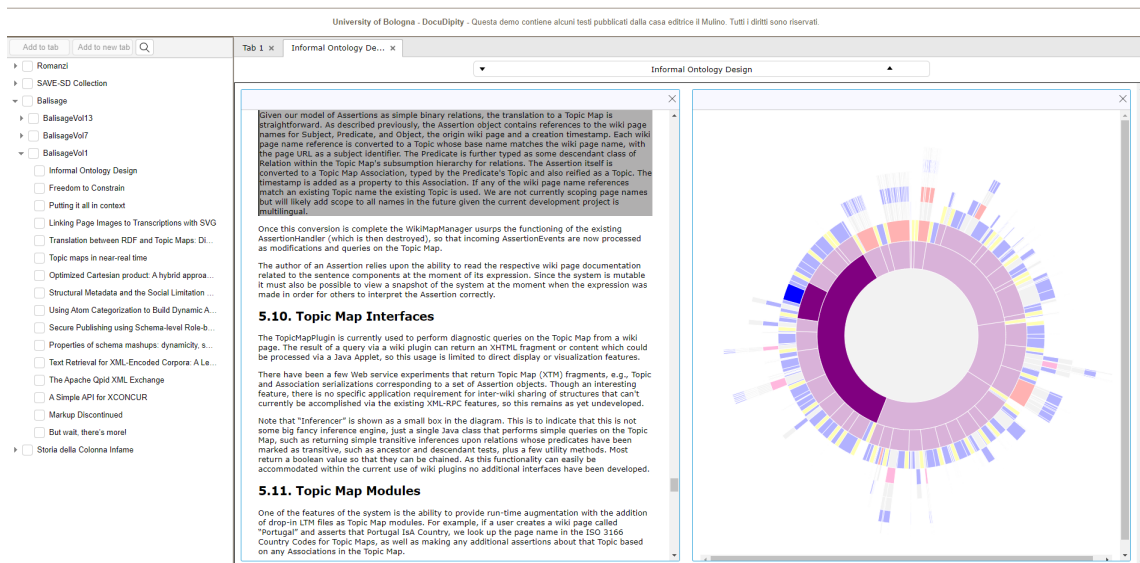 University of Bologna - DocuDipity - Questa demo contiene alcuni testi pubblicati dalla casa editrice il Mulino. Tutti i diritti sono riservati.
Add to tab
Add to new tab
Romanzi
SAVE-SD Collection
Balisage
BalisageVol13
BalisageVol7
BalisageVol1
Informal Ontology Design
Freedom to Constrain
Putting it all in context
Linking Page Images to Transcriptions with SVG
Translation between RDF and Topic Maps: Di...
Topic maps in near-real time
Optimized Cartesian product: A hybrid approa...
Structural Metadata and the Social Limitation ...
Using Atom Categorization to Build Dynamic A...
Secure Publishing using Schema-level Role-b...
Properties of schema mashups: dynamicity, s...
Text Retrieval for XML-Encoded Corpora: A Le...
The Apache Qpid XML Exchange
A Simple API for XCONCUR
Markup Discontinued
But wait, there's more!
Storia della Colonna Infame
Tab 1 ×
Informal Ontology De... ×
Informal Ontology Design
Given our model of Assertions as simple binary relations, the translation to a Topic Map is
straightforward. As described previously, the Assertion object contains references to the wiki page
names for Subject, Predicate, and Object, the origin wiki page and a creation timestamp. Each wiki
page name reference is converted to a Topic whose base name matches the wiki page name, with
the page URL as a subject identifier. The Predicate is further typed as some descendant class of
Relation within the Topic Map's subsumption hierarchy for relations. The Assertion itself is
converted to a Topic Map Association, typed by the Predicate's Topic and also reified as a Topic. The
timestamp is added as a property to this Association. If any of the wiki page name references
match an existing Topic name the existing Topic is used. We are not currently scoping page names
but will likely add scope to all names in the future given the current development project is
multilingual.
Once this conversion is complete the WikiMapManager usurps the functioning of the existing
AssertionHandler (which is then destroyed), so that incoming AssertionEvents are now processed
as modifications and queries on the Topic Map.
The author of an Assertion relies upon the ability to read the respective wiki page documentation
related to the sentence components at the moment of its expression. Since the system is mutable
it must also be possible to view a snapshot of the system at the moment when the expression was
made in order for others to interpret the Assertion correctly.
5.10. Topic Map Interfaces
The TopicMapPlugin is currently used to perform diagnostic queries on the Topic Map from a wiki
page. The result of a query via a wiki plugin can return an XHTML fragment or content which could
be processed via a Java Applet, so this usage is limited to direct display or visualization features.
There have been a few Web service experiments that return Topic Map (XTM) fragments, e.g., Topic
and Association serializations corresponding to a set of Assertion objects. Though an interesting
feature, there is no specific application requirement for inter-wiki sharing of structures that can't
currently be accomplished via the existing XML-RPC features, so this remains as yet undeveloped.
Note that "Inferencer" is shown as a small box in the diagram. This is to indicate that this is not
some big fancy inference engine, just a single Java class that performs simple queries on the Topic
Map, such as returning simple transitive inferences upon relations whose predicates have been
marked as transitive, such as ancestor and descendant tests, plus a few utility methods. Most
return a boolean value so that they can be chained. As this functionality can easily be
accommodated within the current use of wiki plugins no additional interfaces have been developed.
5.11. Topic Map Modules
One of the features of the system is the ability to provide run-time augmentation with the addition
of drop-in LTM files as Topic Map modules. For example, if a user creates a wiki page called
"Portugal" and asserts that Portugal IsA Country, we look up the page name in the ISO 3166
Country Codes for Topic Maps, as well as making any additional assertions about that Topic based
on any Associations in the Topic Map.